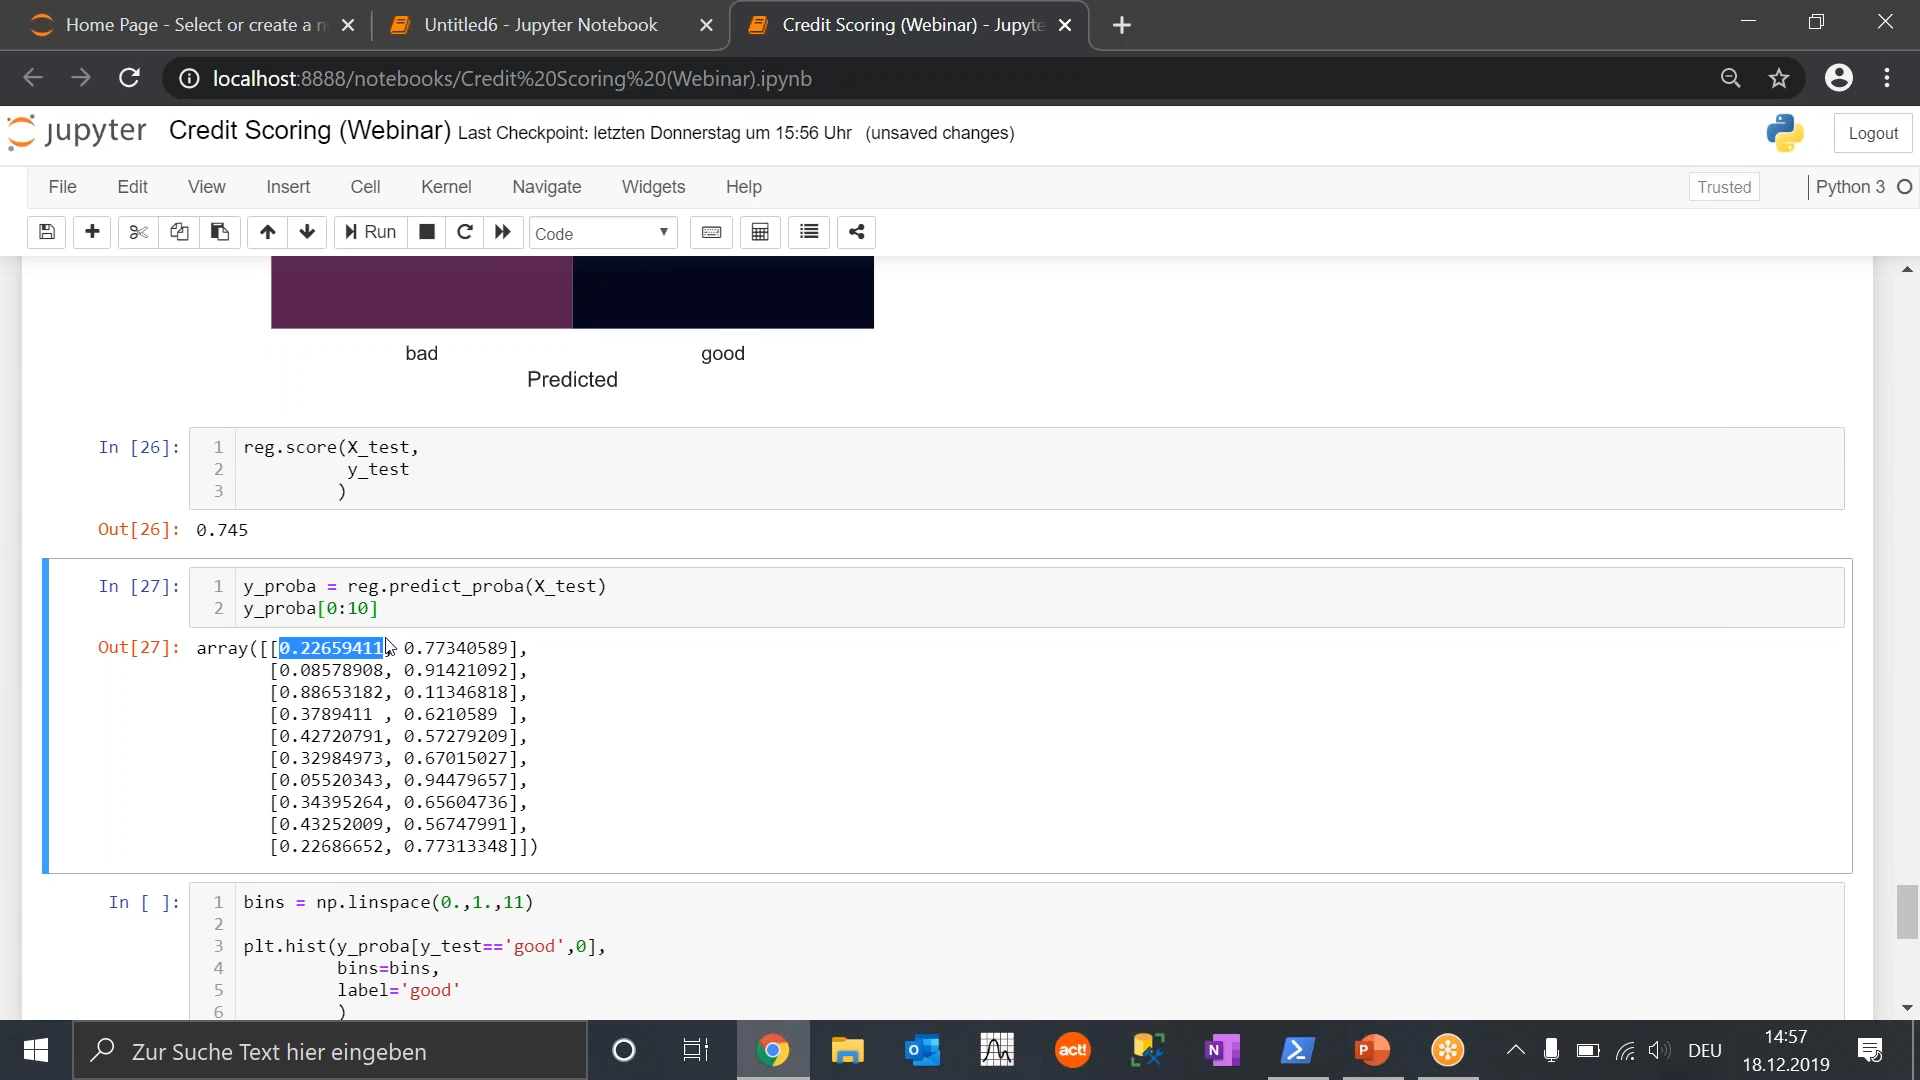 Home Page - Select or create a n
Untitled6 - Jupyter Notebook
Credit Scoring (Webinar) - Jupyte
localhost:8888/notebooks/Credit%20Scoring%20(Webinar).ipynb
jupyter Credit Scoring (Webinar) Last Checkpoint: letzten Donnerstag um 15:56 Uhr (unsaved changes)
Logout
File Edit View Insert Cell Kernel Navigate Widgets Help
Trusted
Python 3
Run
Code
bad good
Predicted
In [26]: 1 reg.score(X_test,
2 y_test
3 )
Out[26]: 0.745
In [27]: 1 y_proba = reg.predict_proba(X_test)
2 y_proba[0:10]
Out[27]: array([[0.22659411, 0.77340589],
[0.08578908, 0.91421092],
[0.88653182, 0.11346818],
[0.3789411 , 0.6210589 ],
[0.42720791, 0.57279209],
[0.32984973, 0.67015027],
[0.05520343, 0.94479657],
[0.34395264, 0.65604736],
[0.43252009, 0.56747991],
[0.22686652, 0.77313348]])
In [ ]: 1 bins = np.linspace(0.,1.,11)
2
3 plt.hist(y_proba[y_test=='good',0],
4 bins=bins,
5 label='good'
6 )
Zur Suche Text hier eingeben
act!
DEU
14:57
18.12.2019